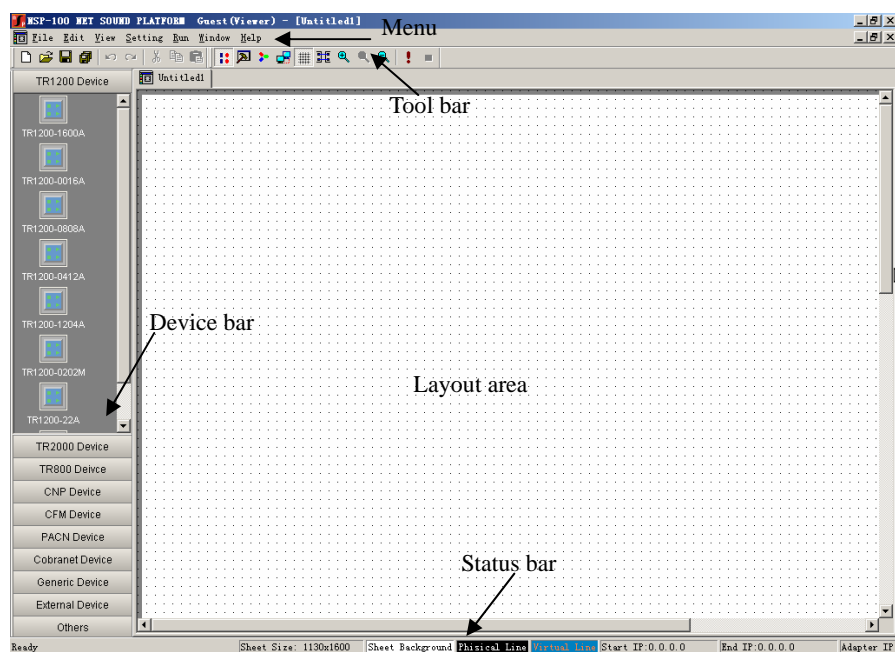 NSP-100 NET SOUND PLATFORM Guest(Viewer) - [Untitled1]
File Edit View Setting Run Window Help
Menu
Tool bar
TR1200 Device
Untitled1
TR1200-1600A
TR1200-0016A
TR1200-0808A
TR1200-0412A
TR1200-1204A
TR1200-0202M
TR1200-22A
Device bar
Layout area
TR2000 Device
TR800 Deivce
CNP Device
CFM Device
PACN Device
Cobranet Device
Generic Device
External Device
Others
Status bar
Ready Sheet Size: 1130x1600 Sheet Background Phisical Line Virtual Line Start IP:0.0.0.0 End IP:0.0.0.0 Adapter IP